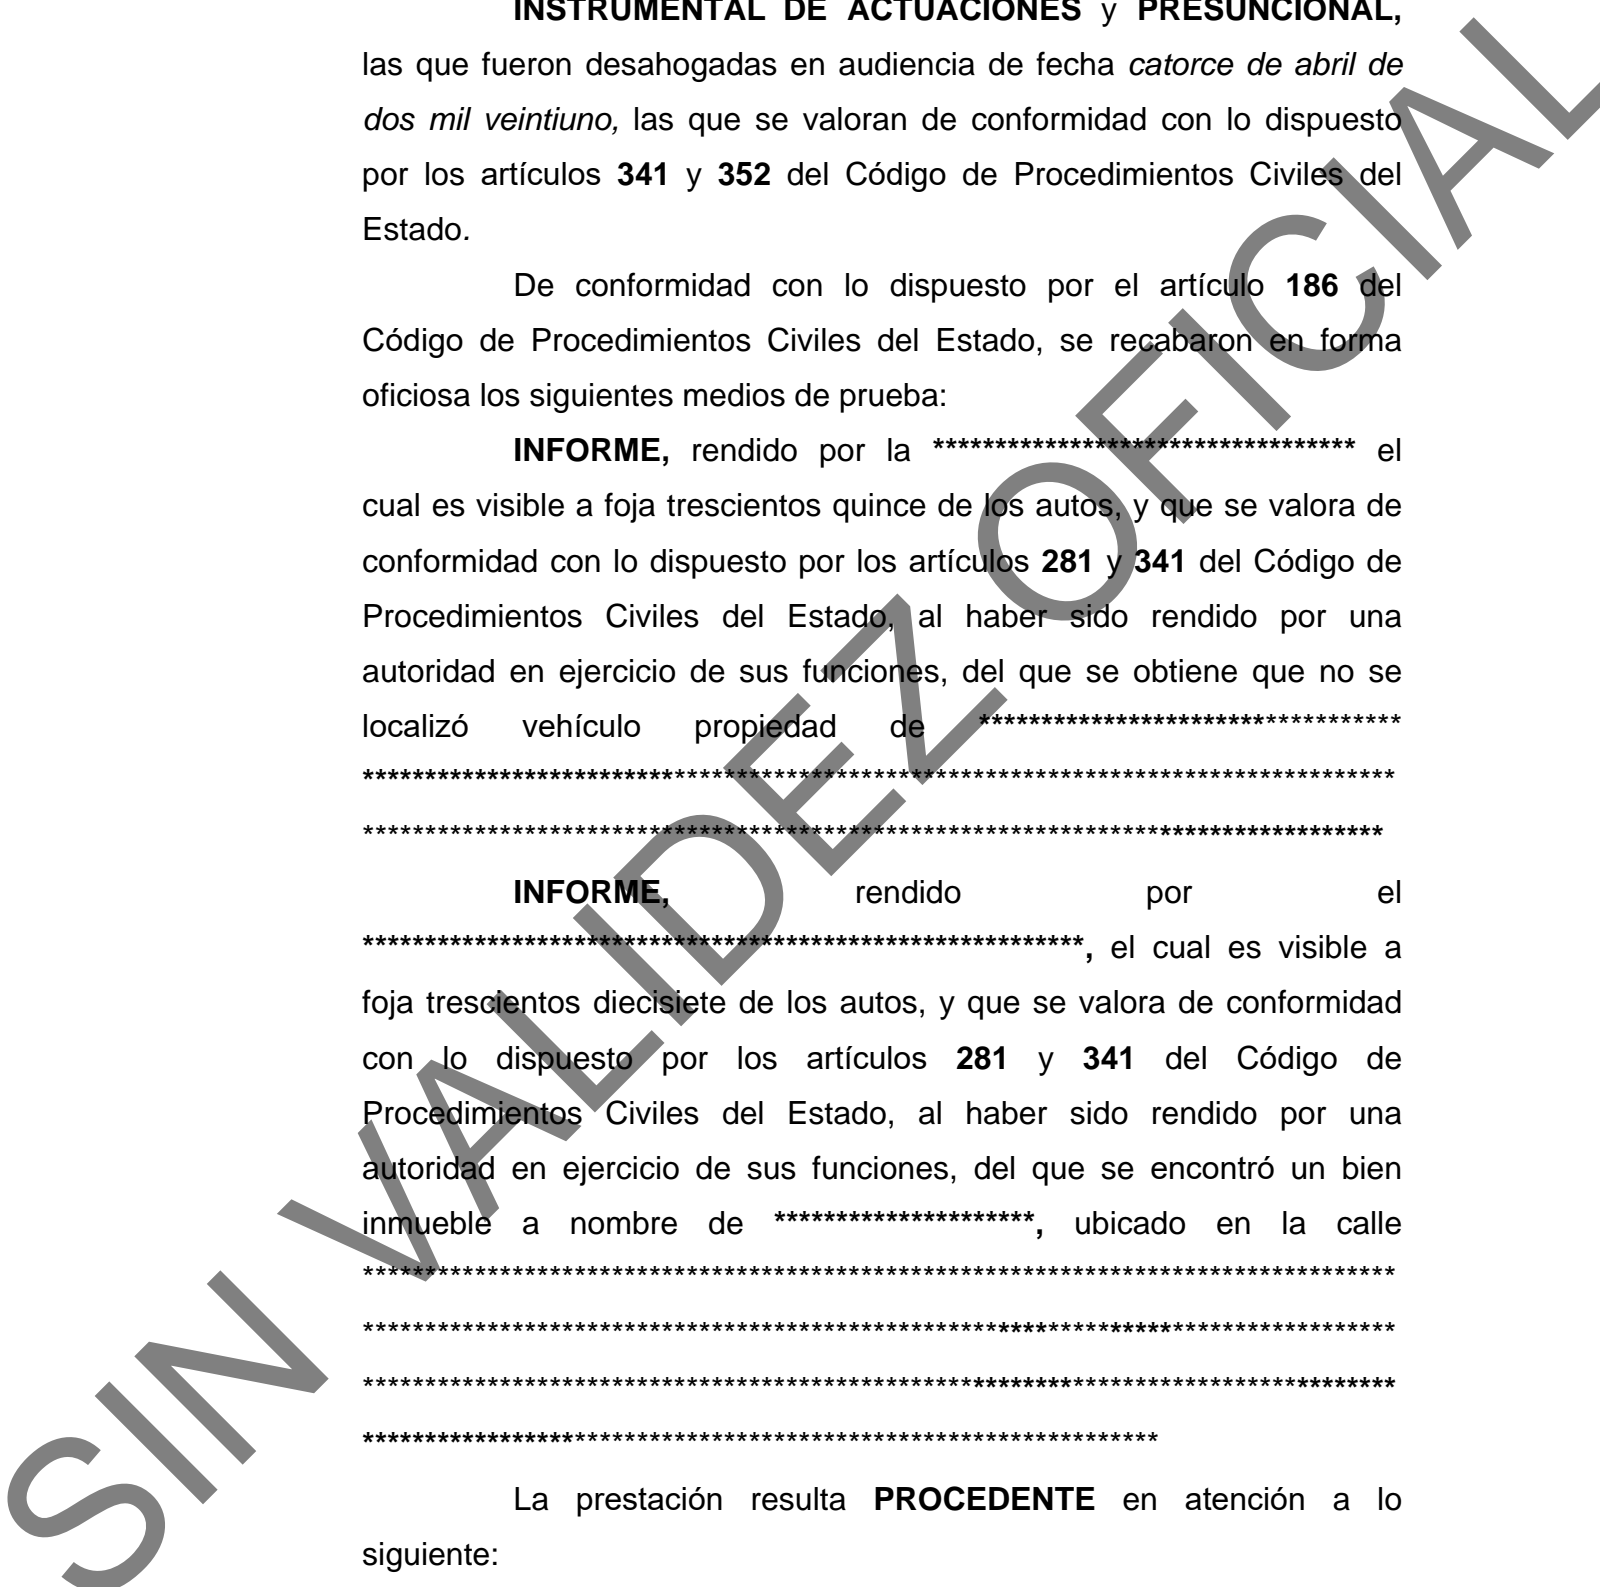 INSTRUMENTAL DE ACTUACIONES y PRESUNCIONAL,
las que fueron desahogadas en audiencia de fecha catorce de abril de
dos mil veintiuno, las que se valoran de conformidad con lo dispuesto
por los artículos 341 y 352 del Código de Procedimientos Civiles del
Estado.
De conformidad con lo dispuesto por el artículo 186 del
Código de Procedimientos Civiles del Estado, se recabaron en forma
oficiosa los siguientes medios de prueba:
INFORME, rendido por la ********************************** el
cual es visible a foja trescientos quince de los autos, y que se valora de
conformidad con lo dispuesto por los artículos 281 y 341 del Código de
Procedimientos Civiles del Estado, al haber sido rendido por una
autoridad en ejercicio de sus funciones, del que se obtiene que no se
localizó vehículo propiedad de **********************************
***********************************************************************************
**********************************************************************************
INFORME, rendido por el
**********************************************************, el cual es visible a
foja trescientos diecisiete de los autos, y que se valora de conformidad
con lo dispuesto por los artículos 281 y 341 del Código de
Procedimientos Civiles del Estado, al haber sido rendido por una
autoridad en ejercicio de sus funciones, del que se encontró un bien
inmueble a nombre de *********************, ubicado en la calle
***********************************************************************************
***********************************************************************************
***********************************************************************************
****************************************************************
La prestación resulta PROCEDENTE en atención a lo
siguiente:
SIN VALIDEZ OFICIAL